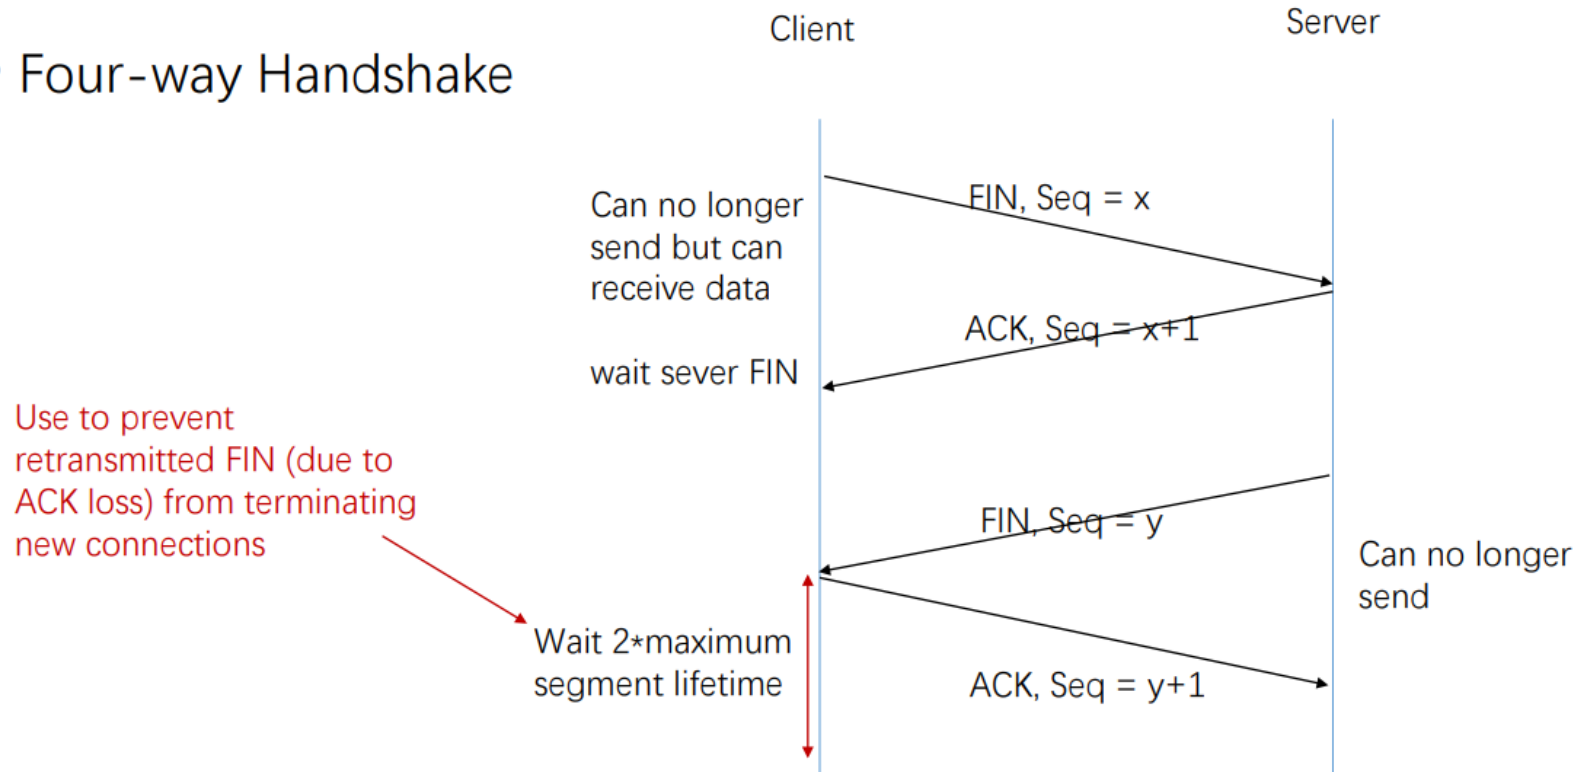 Client
Server
Four-way Handshake
Can no longer
send but can
receive data
FIN, Seq = x
ACK, Seq = x+1
wait sever FIN
Use to prevent
retransmitted FIN (due to
ACK loss) from terminating
new connections
FIN, Seq = y
Can no longer
send
Wait 2*maximum
segment lifetime
ACK, Seq = y+1